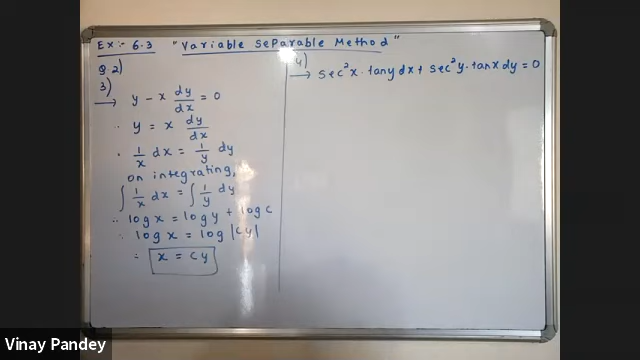 Ex:- 6.3 "Variable Separable Method"
Q.2)
3)
→ y - x dy/dx = 0
∴ y = x dy/dx
∴ 1/x dx = 1/y dy
on integrating,
∫ 1/x dx = ∫ 1/y dy
∴ log x = log y + log c
∴ log x = log |cy|
= x = cy
4)
→ sec²x · tan y dx + sec²y · tan x dy = 0
Vinay Pandey